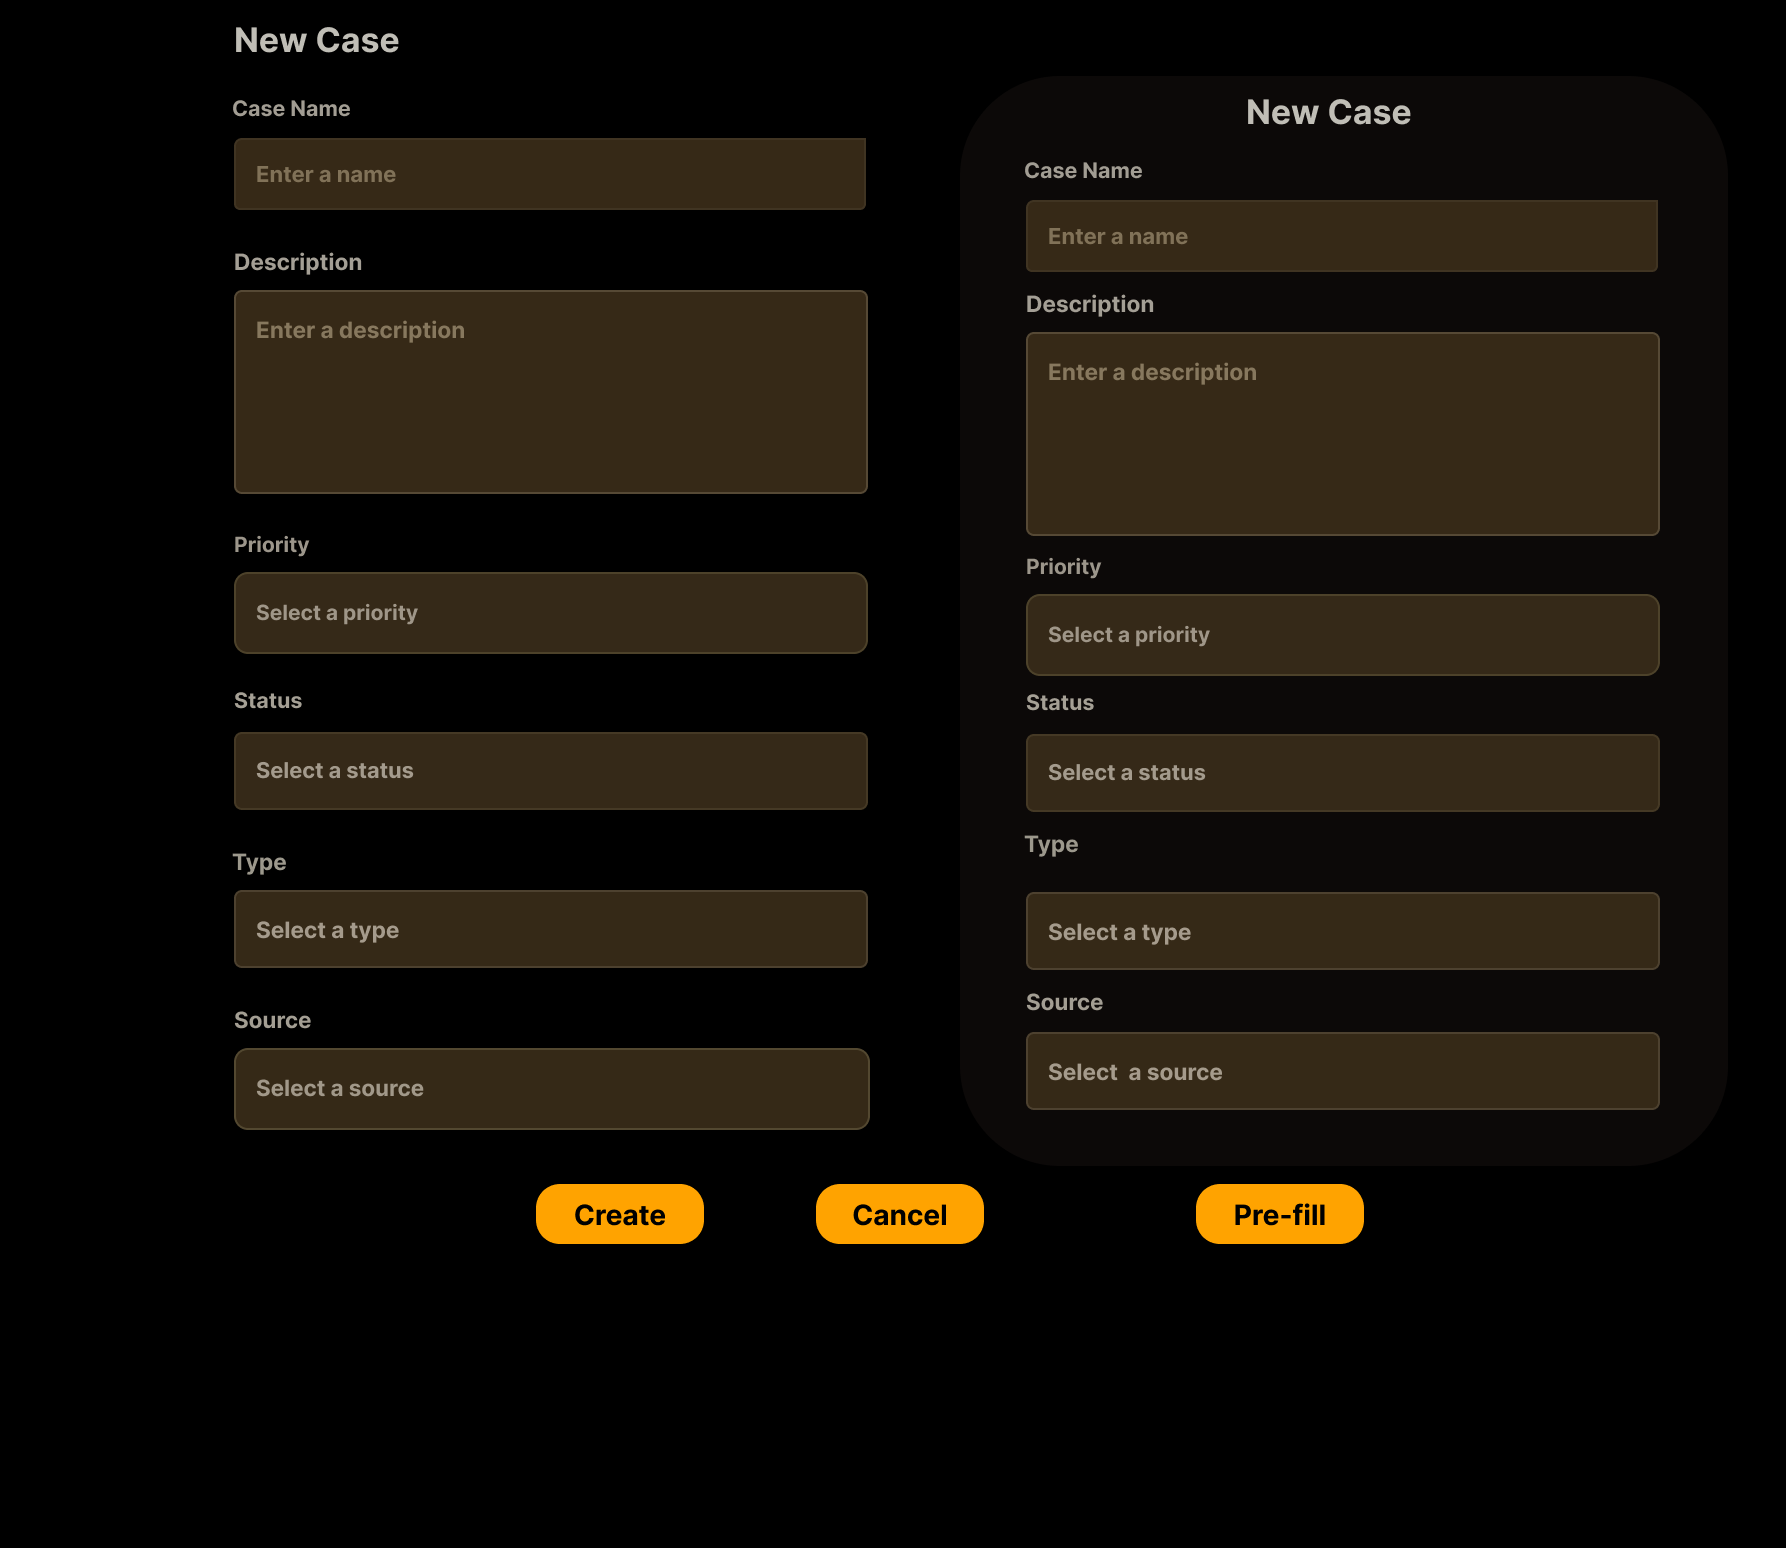 New Case
Case Name
Enter a name
Description
Enter a description
Priority
Select a priority
Status
Select a status
Type
Select a type
Source
Select a source
New Case
Case Name
Enter a name
Description
Enter a description
Priority
Select a priority
Status
Select a status
Type
Select a type
Source
Select  a source
Create
Cancel
Pre-fill